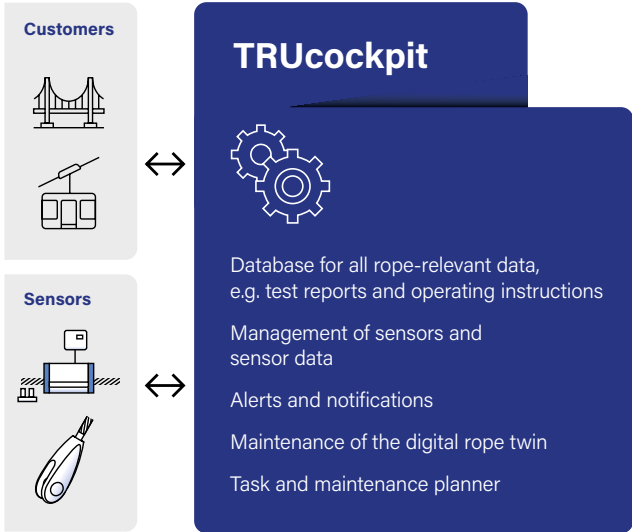 Customers
TRUcockpit
Database for all rope-relevant data,
e.g. test reports and operating instructions
Sensors
Management of sensors and
sensor data
Alerts and notifications
Maintenance of the digital rope twin
Task and maintenance planner